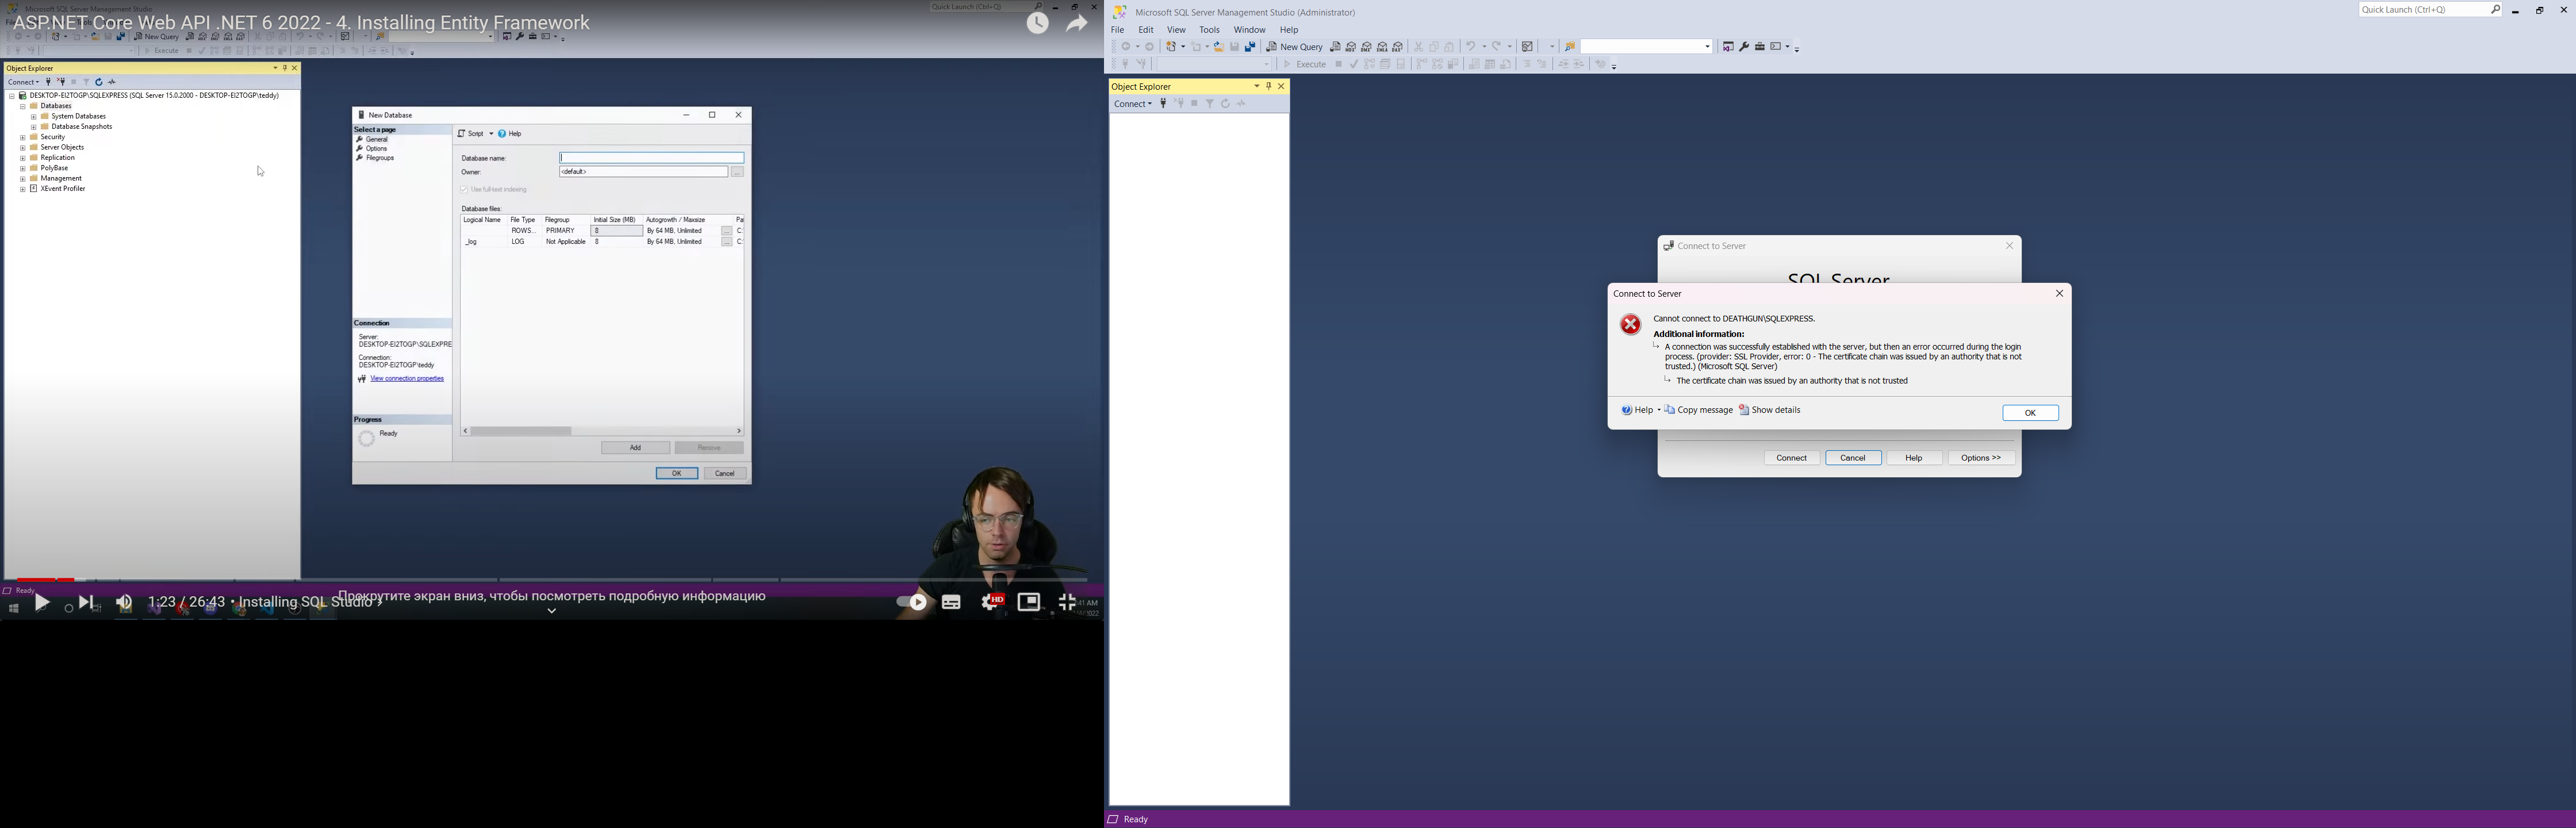 Microsoft SQL Server Management Studio
Quick Launch (Ctrl+Q)
ASP.NET Core Web API .NET 6 2022 - 4. Installing Entity Framework
New Query
Execute
Object Explorer
Connect
DESKTOP-EI2TOGP\SQLEXPRESS (SQL Server 15.0.2000 - DESKTOP-EI2TOGP\teddy)
Databases
System Databases
Database Snapshots
Security
Server Objects
Replication
PolyBase
Management
XEvent Profiler
New Database
Select a page
General
Options
Filegroups
Script
Help
Database name:
Owner:
<default>
...
Use full-text indexing
Database files:
Logical Name File Type Filegroup Initial Size (MB) Autogrowth / Maxsize Pa
ROWS... PRIMARY 8 By 64 MB, Unlimited ... C:
_log LOG Not Applicable 8 By 64 MB, Unlimited ... C:
Connection
Server:
DESKTOP-EI2TOGP\SQLEXPRE
Connection:
DESKTOP-EI2TOGP\teddy
View connection properties
Progress
Ready
Add Remove
OK Cancel
Ready
1:23 / 26:43 • Installing SQL Studio
Прокрутите экран вниз, чтобы посмотреть подробную информацию
HD
41 AM
2022
Microsoft SQL Server Management Studio (Administrator)
Quick Launch (Ctrl+Q)
File Edit View Tools Window Help
New Query
Execute
Object Explorer
Connect
Connect to Server
SQL Server
Connect to Server
Cannot connect to DEATHGUN\SQLEXPRESS.
Additional information:
A connection was successfully established with the server, but then an error occurred during the login
process. (provider: SSL Provider, error: 0 - The certificate chain was issued by an authority that is not
trusted.) (Microsoft SQL Server)
The certificate chain was issued by an authority that is not trusted
Help Copy message Show details
OK
Connect Cancel Help Options >>
Ready